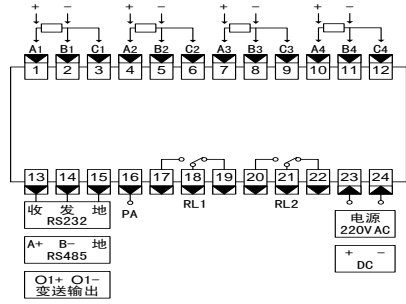 + − + − + − + −
A1 B1 C1 A2 B2 C2 A3 B3 C3 A4 B4 C4
1 2 3 4 5 6 7 8 9 10 11 12
13 14 15 16 17 18 19 20 21 22 23 24
收 发 地
RS232
PA
RL1
RL2
电源
220V AC
A+ B- 地
RS485
+ −
DC
O1+ O1-
变送输出